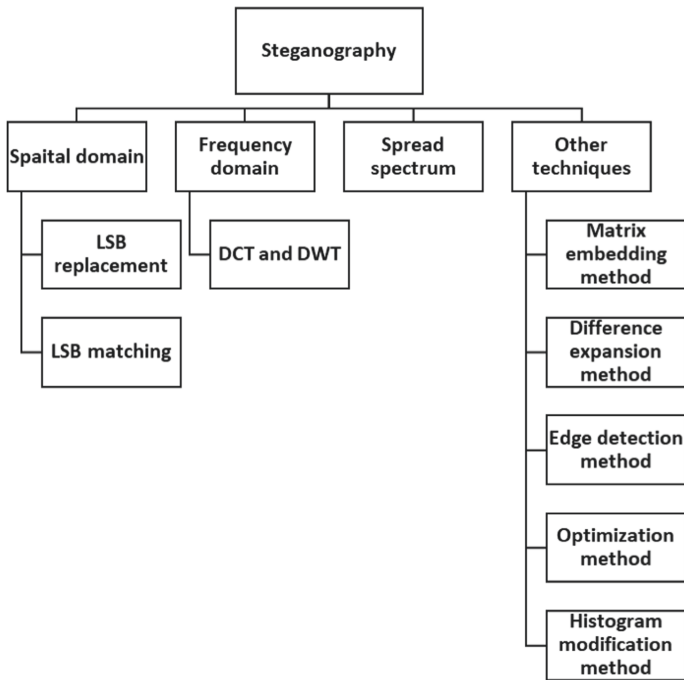 Steganography
Spaital domain
Frequency
domain
Spread
spectrum
Other
techniques
LSB
replacement
LSB matching
DCT and DWT
Matrix
embedding
method
Difference
expansion
method
Edge detection
method
Optimization
method
Histogram
modification
method